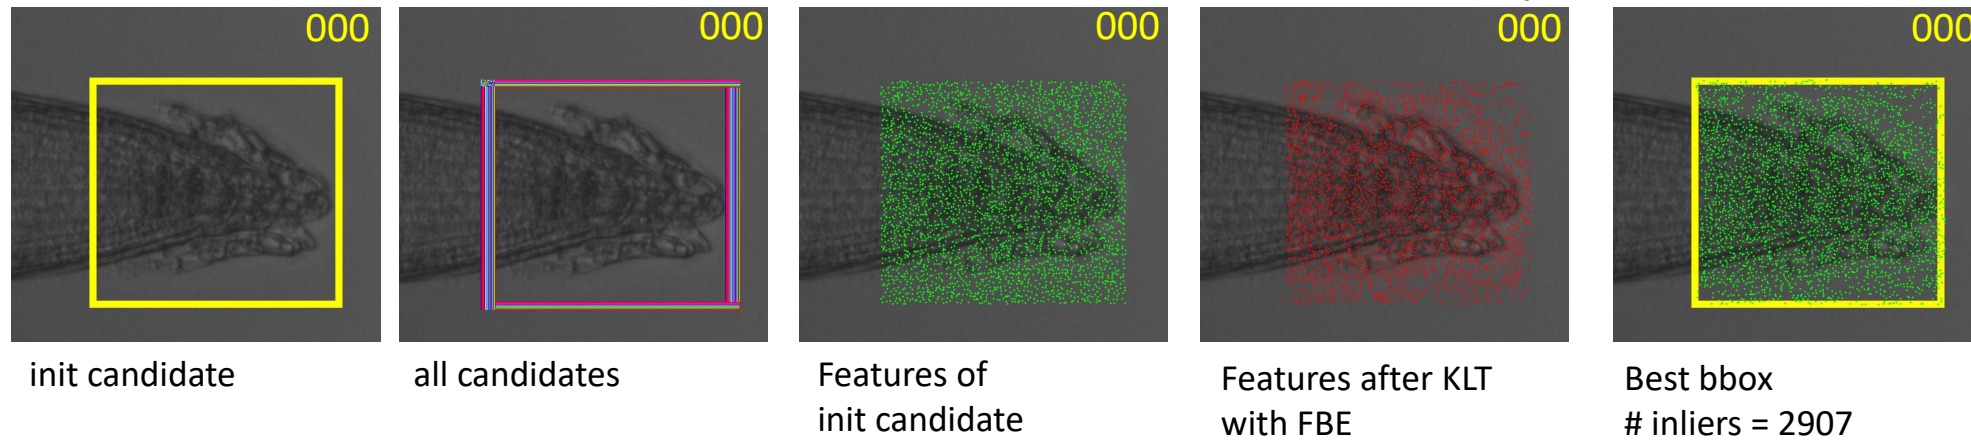 000
000
000
000
000
init candidate
all candidates
Features of
init candidate
Features after KLT
with FBE
Best bbox
# inliers = 2907